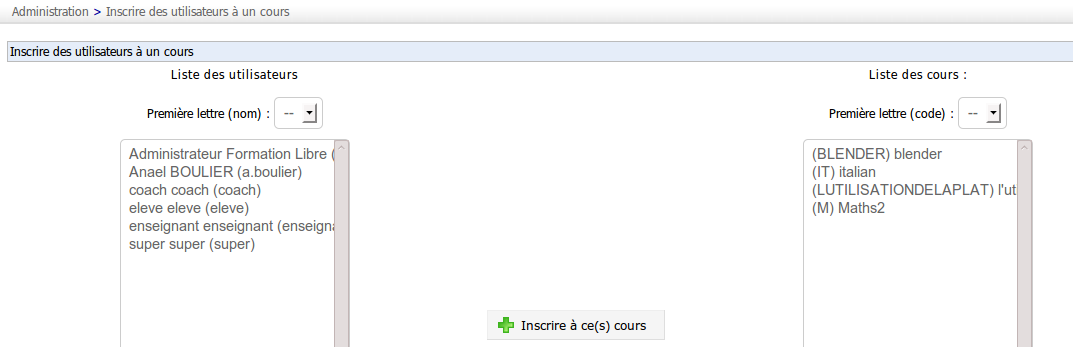 Administration > Inscrire des utilisateurs à un cours
Inscrire des utilisateurs à un cours
Liste des utilisateurs
Première lettre (nom) : --
Administrateur Formation Libre (
Anael BOULIER (a.boulier)
coach coach (coach)
eleve eleve (eleve)
enseignant enseignant (enseigna
super super (super)
Inscrire à ce(s) cours
Liste des cours :
Première lettre (code) : --
(BLENDER) blender
(IT) italian
(LUTILISATIONDELAPLAT) l'ut
(M) Maths2